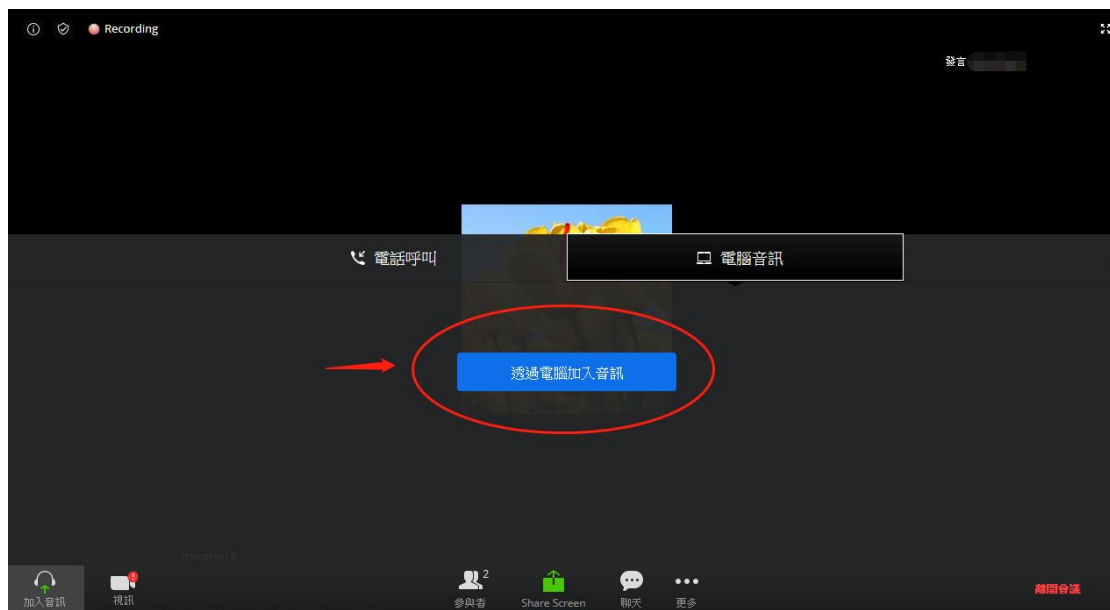 Recording
發言
電話呼叫
電腦音訊
透過電腦加入音訊
加入音訊
視訊
參與者 2
Share Screen
聊天
更多
離開會議